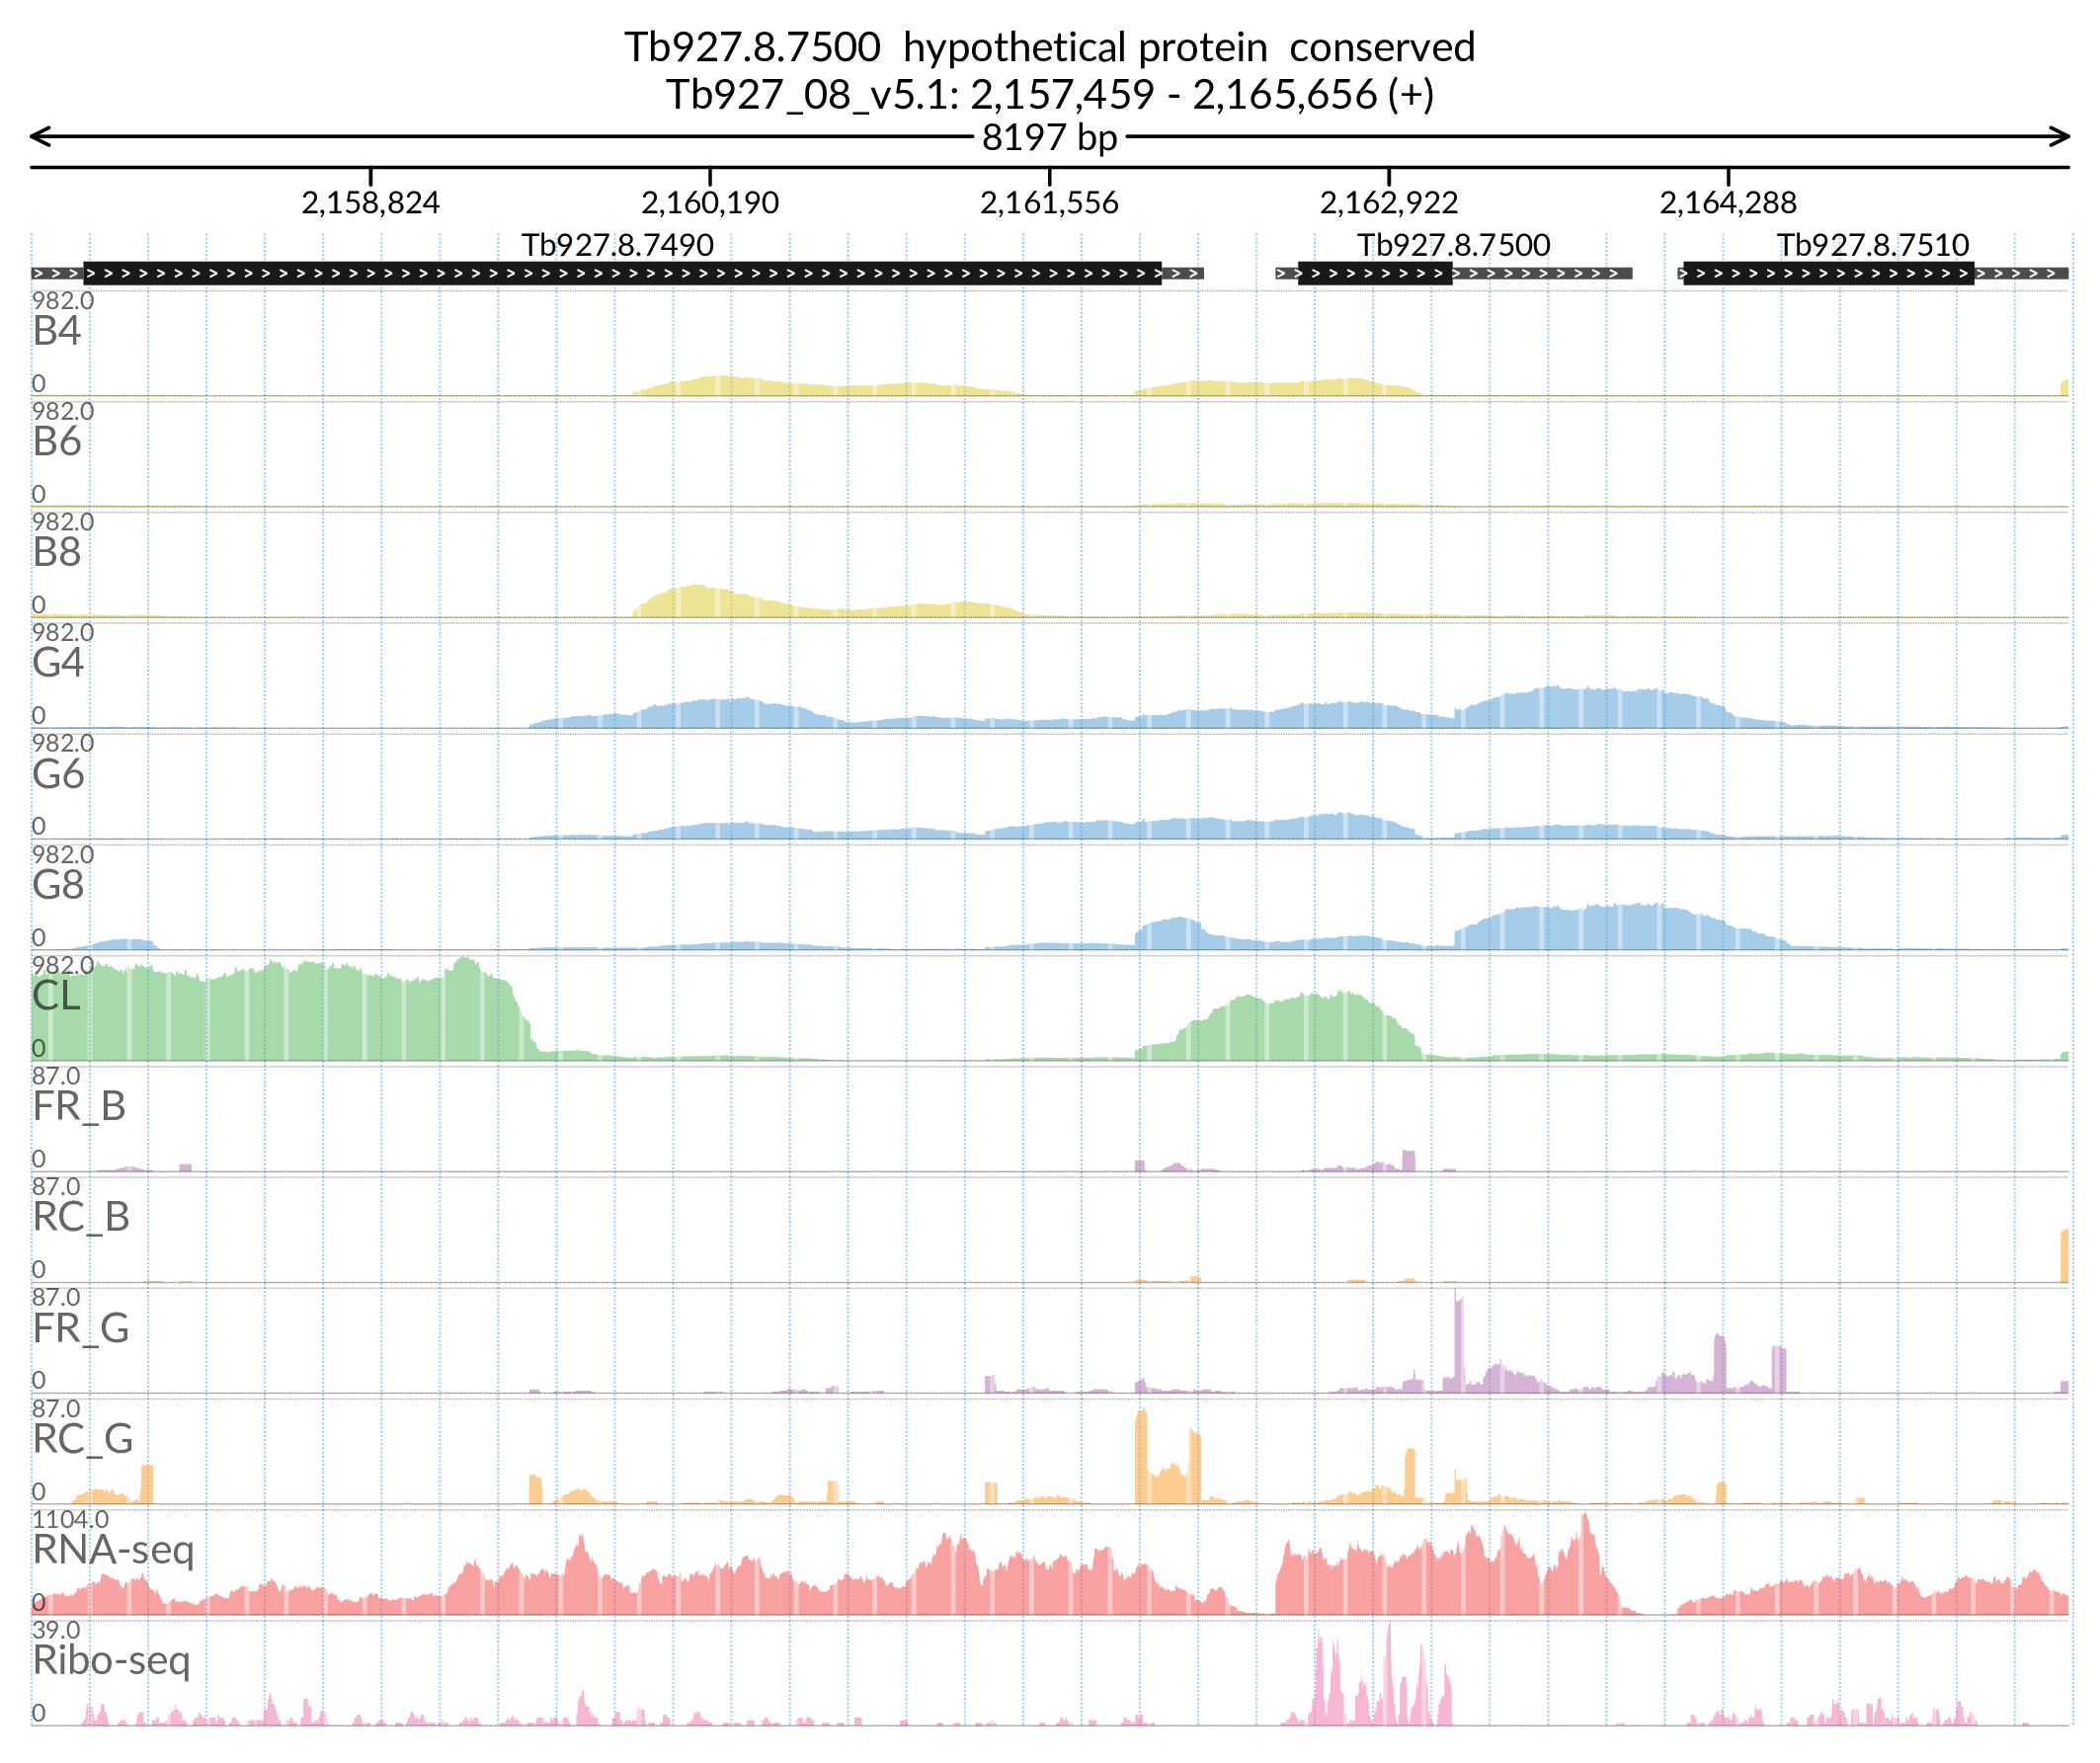 Tb927.8.7500 hypothetical protein conserved
Tb927_08_v5.1: 2,157,459 - 2,165,656 (+)
8197 bp
2,158,824 2,160,190 2,161,556 2,162,922 2,164,288
Tb927.8.7490 Tb927.8.7500 Tb927.8.7510
982.0
B4
0
982.0
B6
0
982.0
B8
0
982.0
G4
0
982.0
G6
0
982.0
G8
0
982.0
CL
0
87.0
FR_B
0
87.0
RC_B
0
87.0
FR_G
0
87.0
RC_G
0
1104.0
RNA-seq
0
39.0
Ribo-seq
0